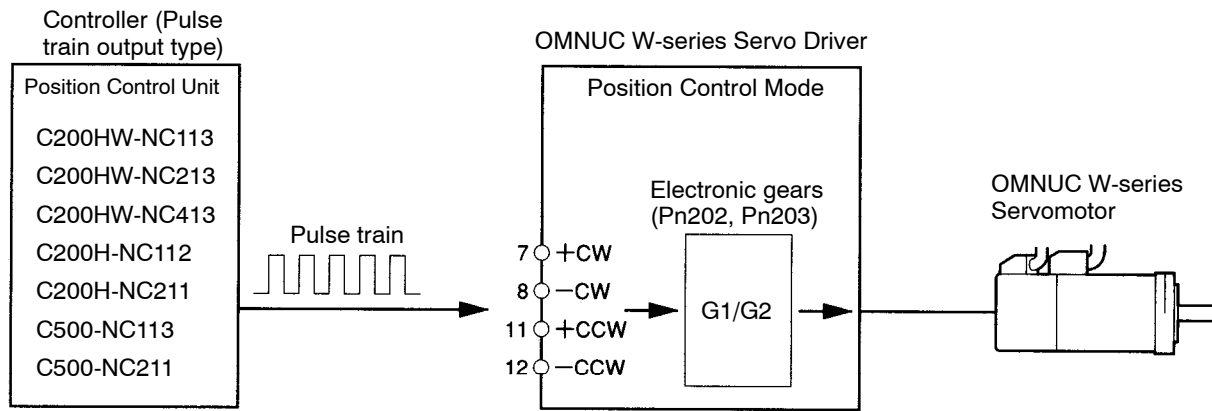 Controller (Pulse
train output type)
Position Control Unit
C200HW-NC113
C200HW-NC213
C200HW-NC413
C200H-NC112
C200H-NC211
C500-NC113
C500-NC211
Pulse train
OMNUC W-series Servo Driver
Position Control Mode
7 +CW
8 −CW
11 +CCW
12 −CCW
Electronic gears
(Pn202, Pn203)
G1/G2
OMNUC W-series
Servomotor